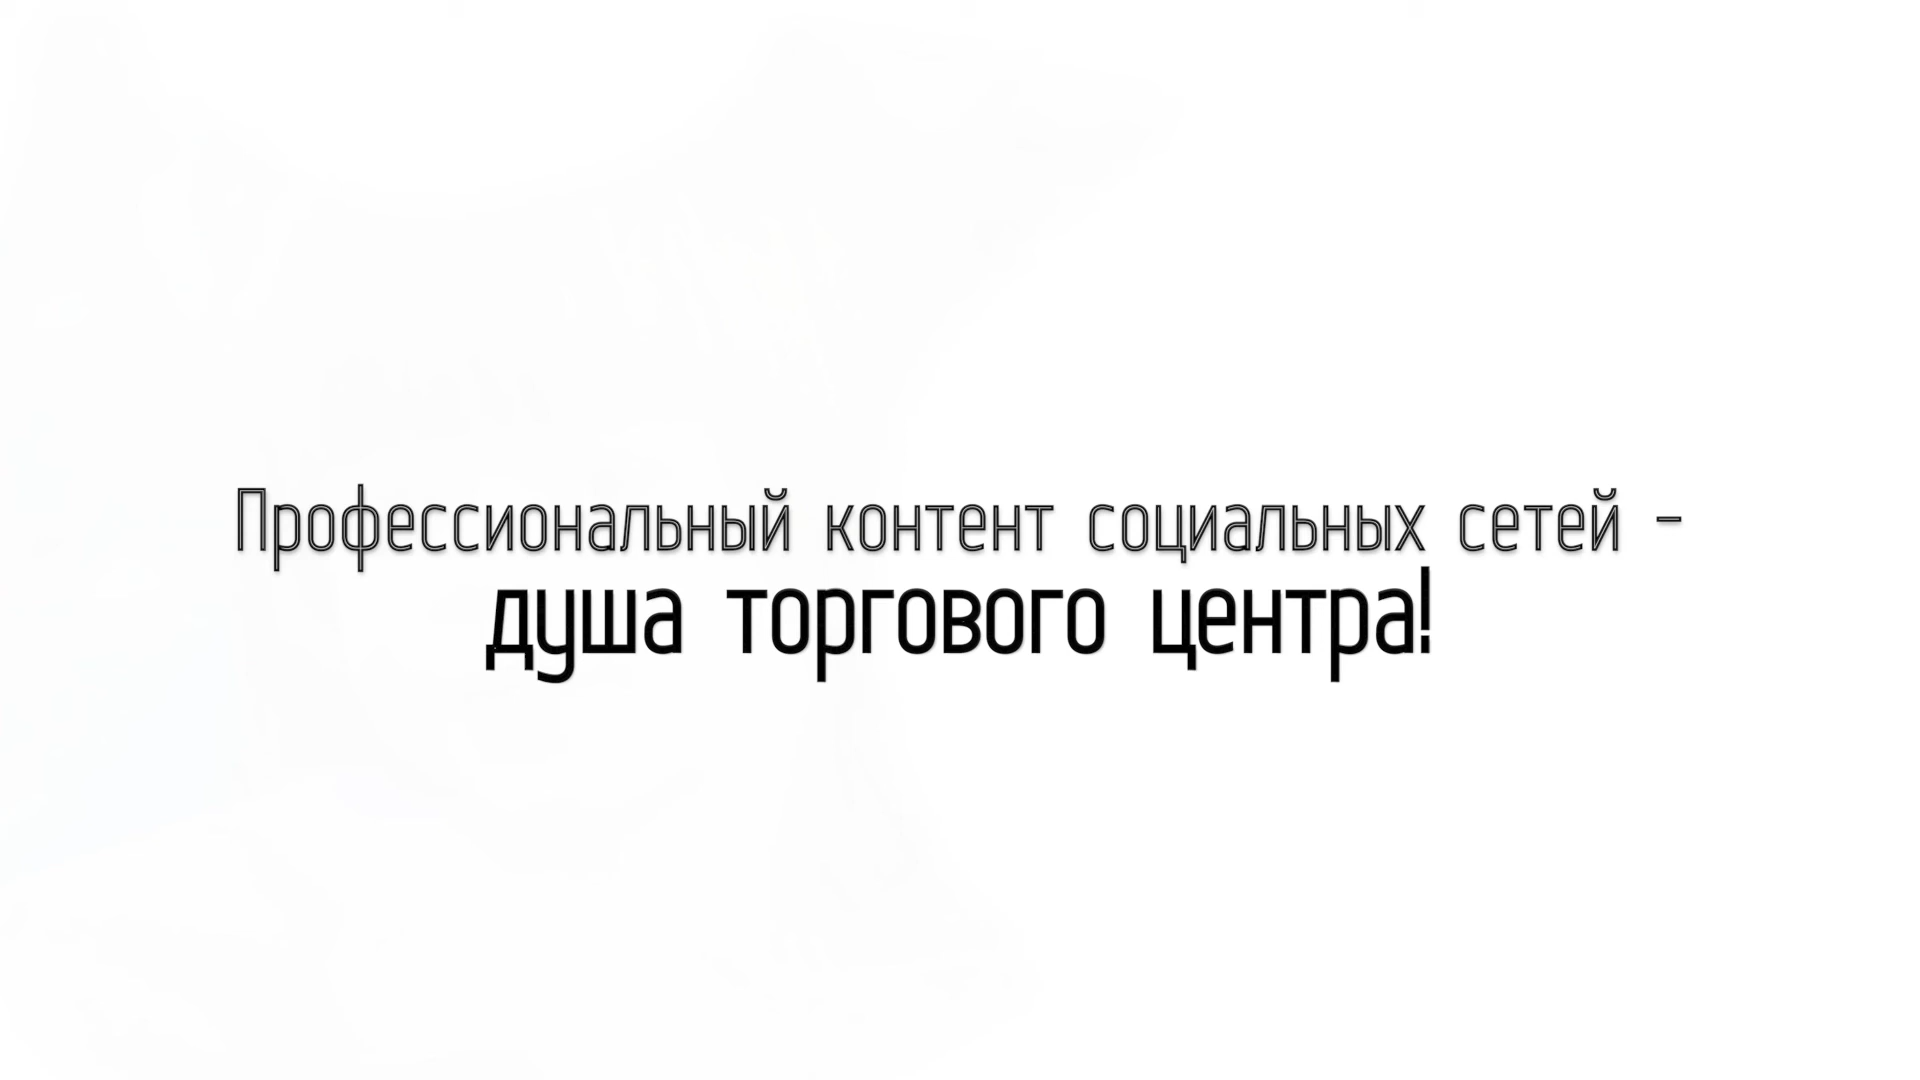 Профессиональный контент социальных сетей -
душа торгового центра!